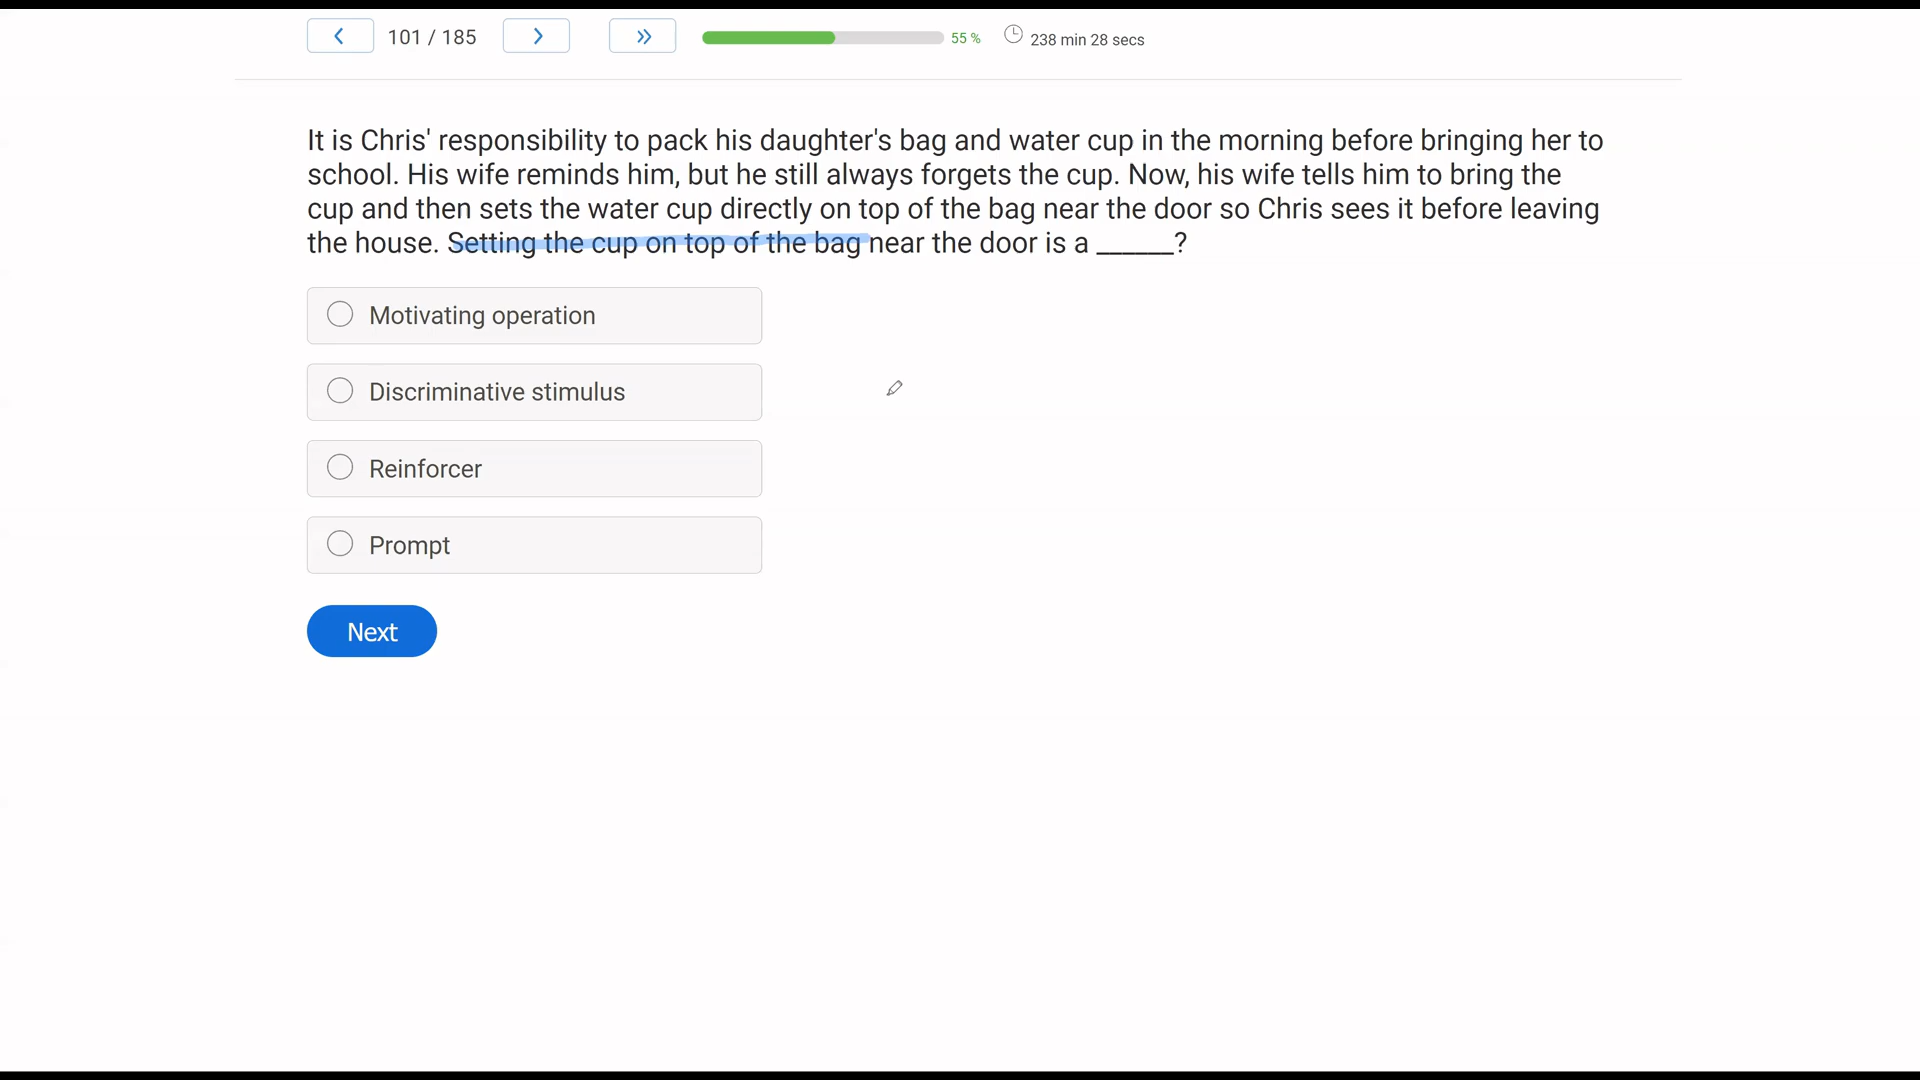 101 / 185
55 %
238 min 28 secs
It is Chris' responsibility to pack his daughter's bag and water cup in the morning before bringing her to
school. His wife reminds him, but he still always forgets the cup. Now, his wife tells him to bring the
cup and then sets the water cup directly on top of the bag near the door so Chris sees it before leaving
the house. Setting the cup on top of the bag near the door is a ______?
Motivating operation
Discriminative stimulus
Reinforcer
Prompt
Next